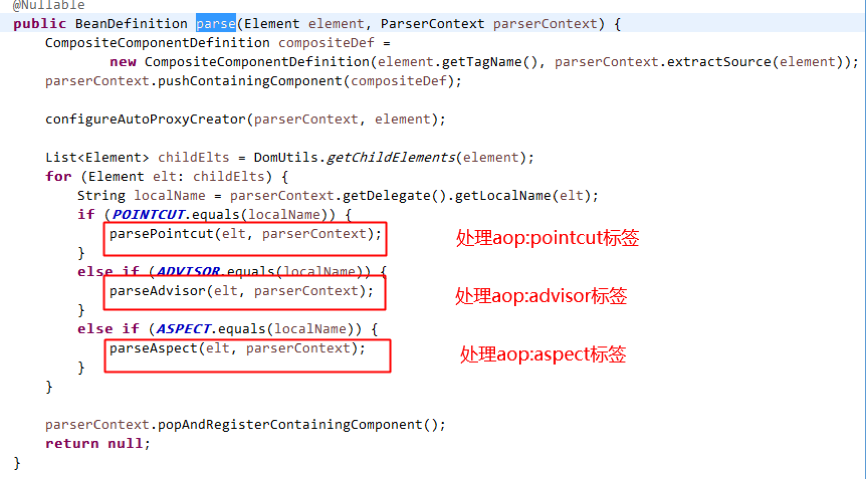 @Nullable
public BeanDefinition parse(Element element, ParserContext parserContext) {
CompositeComponentDefinition compositeDef =
new CompositeComponentDefinition(element.getTagName(), parserContext.extractSource(element));
parserContext.pushContainingComponent(compositeDef);
configureAutoProxyCreator(parserContext, element);
List<Element> childElts = DomUtils.getChildElements(element);
for (Element elt: childElts) {
String localName = parserContext.getDelegate().getLocalName(elt);
if (POINTCUT.equals(localName)) {
parsePointcut(elt, parserContext); 处理aop:pointcut标签
}
else if (ADVISOR.equals(localName)) {
parseAdvisor(elt, parserContext); 处理aop:advisor标签
}
else if (ASPECT.equals(localName)) {
parseAspect(elt, parserContext); 处理aop:aspect标签
}
}
parserContext.popAndRegisterContainingComponent();
return null;
}